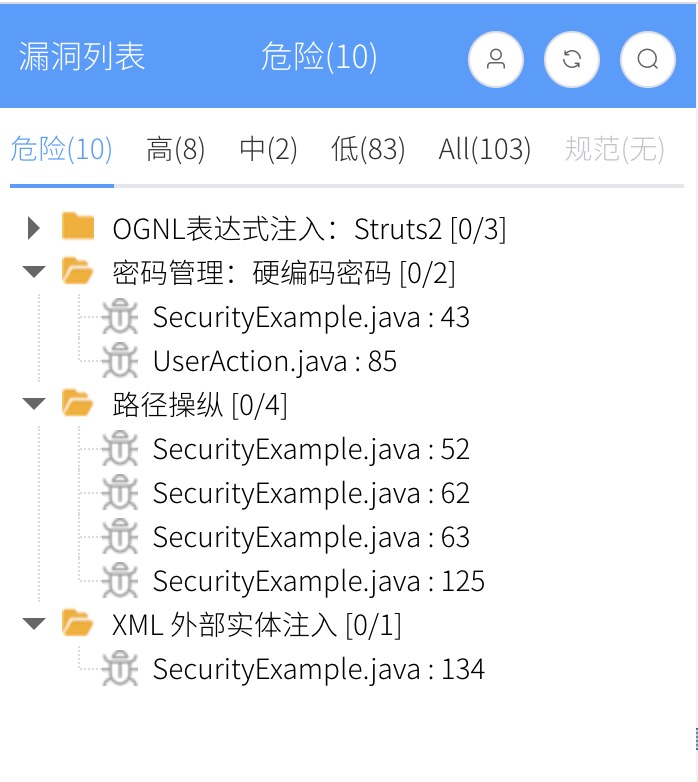 漏洞列表 危险(10)
危险(10) 高(8) 中(2) 低(83) All(103) 规范(无)
OGNL表达式注入：Struts2 [0/3]
密码管理：硬编码密码 [0/2]
SecurityExample.java : 43
UserAction.java : 85
路径操纵 [0/4]
SecurityExample.java : 52
SecurityExample.java : 62
SecurityExample.java : 63
SecurityExample.java : 125
XML 外部实体注入 [0/1]
SecurityExample.java : 134